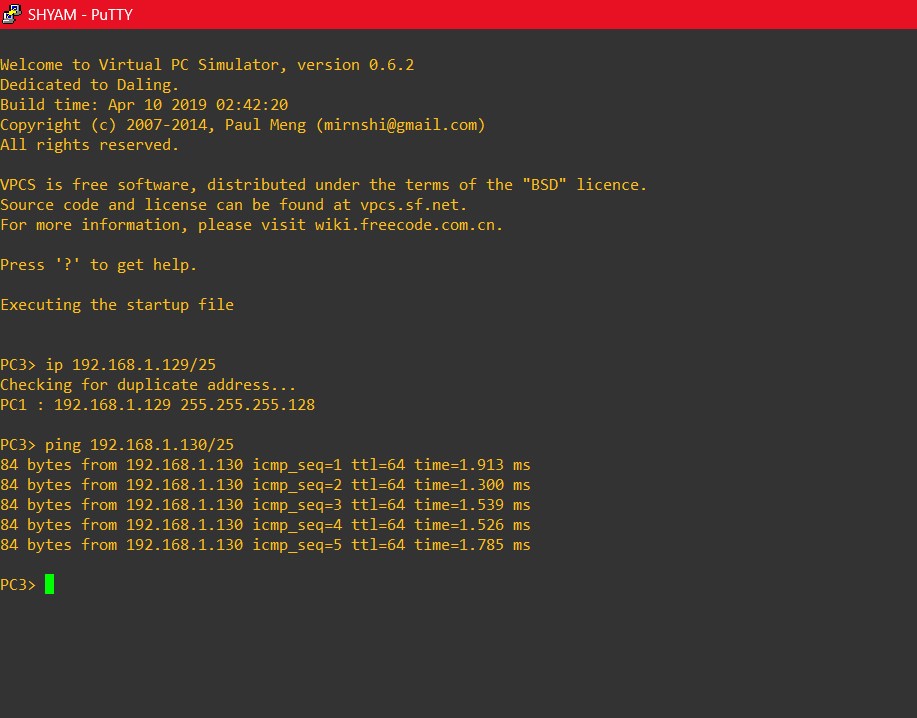 SHYAM - PuTTY
Welcome to Virtual PC Simulator, version 0.6.2
Dedicated to Daling.
Build time: Apr 10 2019 02:42:20
Copyright (c) 2007-2014, Paul Meng (mirnshi@gmail.com)
All rights reserved.
VPCS is free software, distributed under the terms of the "BSD" licence.
Source code and license can be found at vpcs.sf.net.
For more information, please visit wiki.freecode.com.cn.
Press '?' to get help.
Executing the startup file
PC3> ip 192.168.1.129/25
Checking for duplicate address...
PC1 : 192.168.1.129 255.255.255.128
PC3> ping 192.168.1.130/25
84 bytes from 192.168.1.130 icmp_seq=1 ttl=64 time=1.913 ms
84 bytes from 192.168.1.130 icmp_seq=2 ttl=64 time=1.300 ms
84 bytes from 192.168.1.130 icmp_seq=3 ttl=64 time=1.539 ms
84 bytes from 192.168.1.130 icmp_seq=4 ttl=64 time=1.526 ms
84 bytes from 192.168.1.130 icmp_seq=5 ttl=64 time=1.785 ms
PC3>